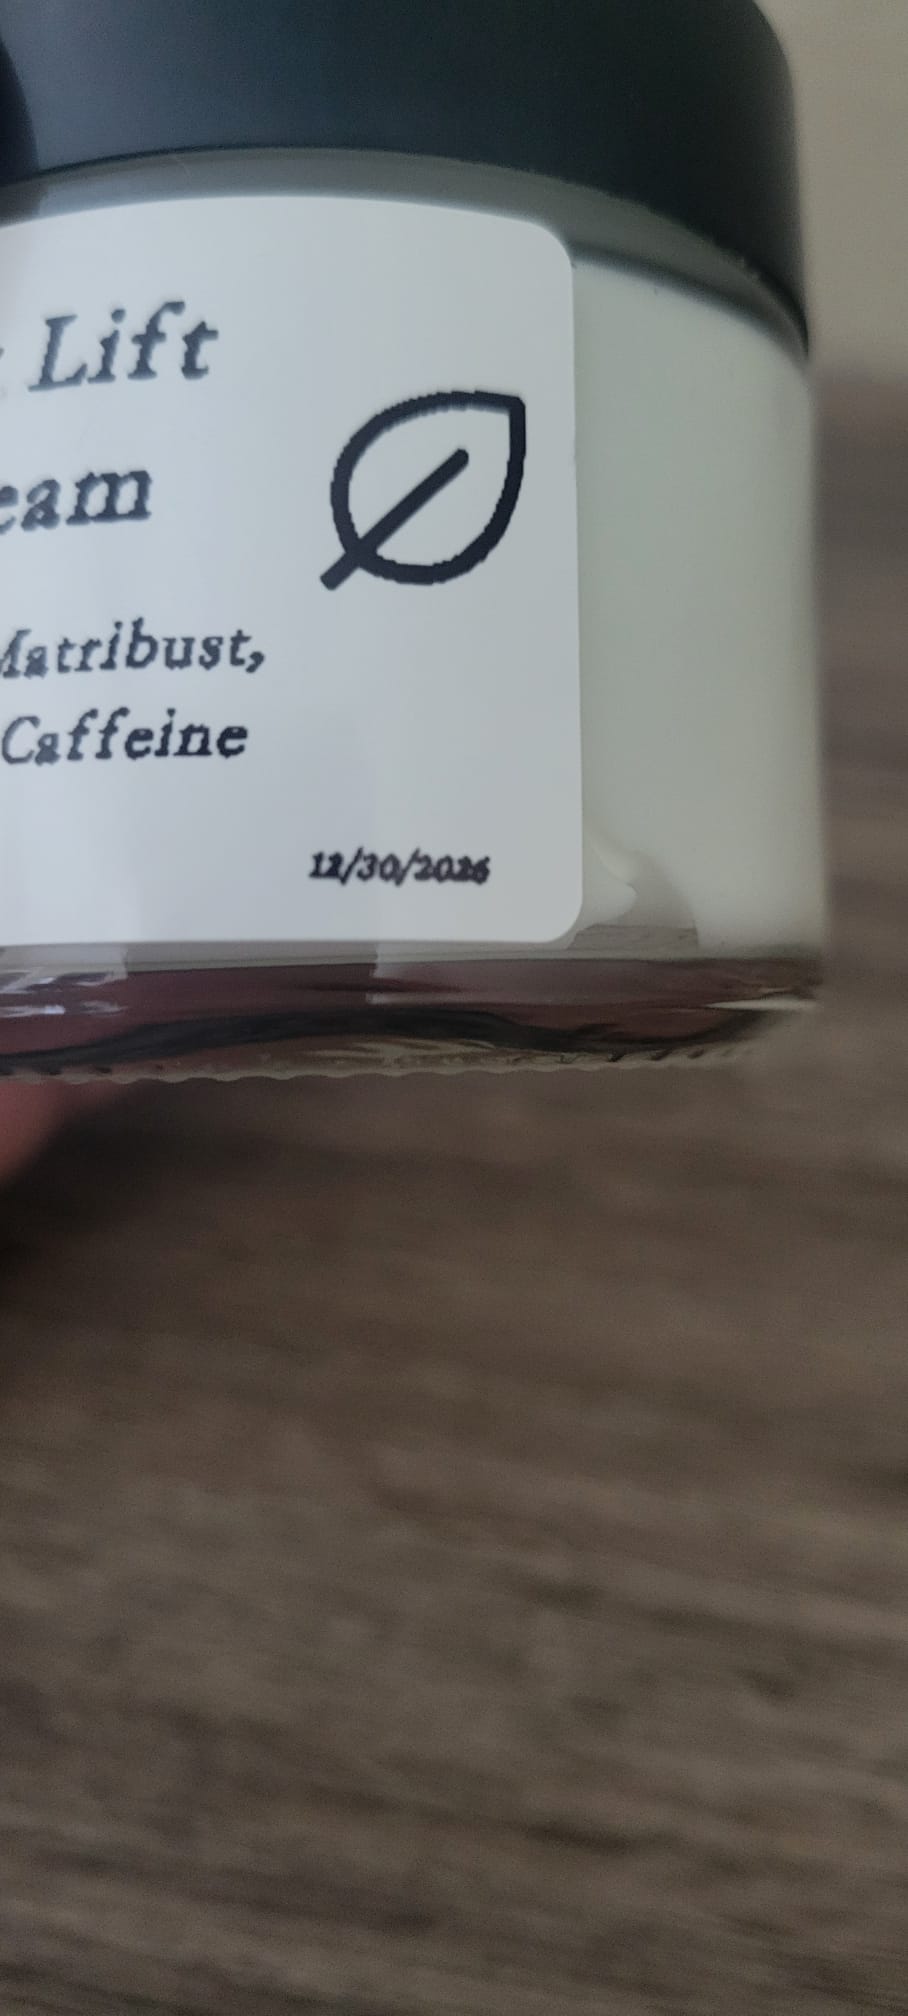 Lift
eam
Matribust,
Caffeine
12/30/2026